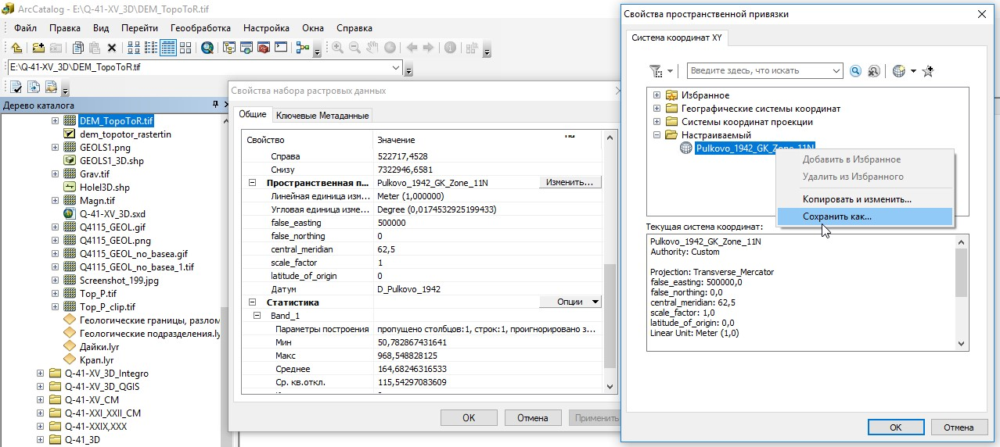 ArcCatalog - E:\Q-41-XV_3D\DEM_TopoToR.tif
Файл Правка Вид Перейти Геообработка Настройка Окна Справка
E:\Q-41-XV_3D\DEM_TopoToR.tif
Дерево каталога
DEM_TopoToR.tif
dem_topotor_rastertin
GEOLS1.png
GEOLS1_3D.shp
Grav.tif
Holel3D.shp
Magn.tif
Q-41-XV_3D.sxd
Q4115_GEOL.gif
Q4115_GEOL.png
Q4115_GEOL_no_basea.gif
Q4115_GEOL_no_basea_1.tif
Screenshot_199.jpg
Top_P.tif
Top_P_clip.tif
Геологические границы, разлом
Геологические подразделения.ly
Дайки.lyr
Крап.lyr
Q-41-XV_3D_Integro
Q-41-XV_3D_QGIS
Q-41-XV_CM
Q-41-XXI_XXII_CM
Q-41-XXIX,XXX
Q-41_3D
Свойства набора растровых данных
Общие Ключевые Метаданные
Свойство Значение
Справа 522717,4528
Снизу 7322946,6581
Пространственная п... Pulkovo_1942_GK_Zone_11N Изменить...
Линейная единица изм... Meter (1,000000)
Угловая единица изме... Degree (0,0174532925199433)
false_easting 500000
false_northing 0
central_meridian 62,5
scale_factor 1
latitude_of_origin 0
Датум D_Pulkovo_1942
Статистика Опции
Band_1
Параметры построения пропущено столбцов:1, строк:1, проигнорировано з...
Мин 50,782867431641
Макс 968,548828125
Среднее 164,68246316533
Ср. кв.откл. 115,54297083609
OK Отмена Применить
Свойства пространственной привязки
Система координат XY
Введите здесь, что искать
Избранное
Географические системы координат
Системы координат проекции
Настраиваемый
Pulkovo_1942_GK_Zone_11N
Добавить в Избранное
Удалить из Избранного
Копировать и изменить...
Сохранить как...
Текущая система координат:
Pulkovo_1942_GK_Zone_11N
Authority: Custom
Projection: Transverse_Mercator
false_easting: 500000,0
false_northing: 0,0
central_meridian: 62,5
scale_factor: 1,0
latitude_of_origin: 0,0
Linear Unit: Meter (1,0)
OK Отмена